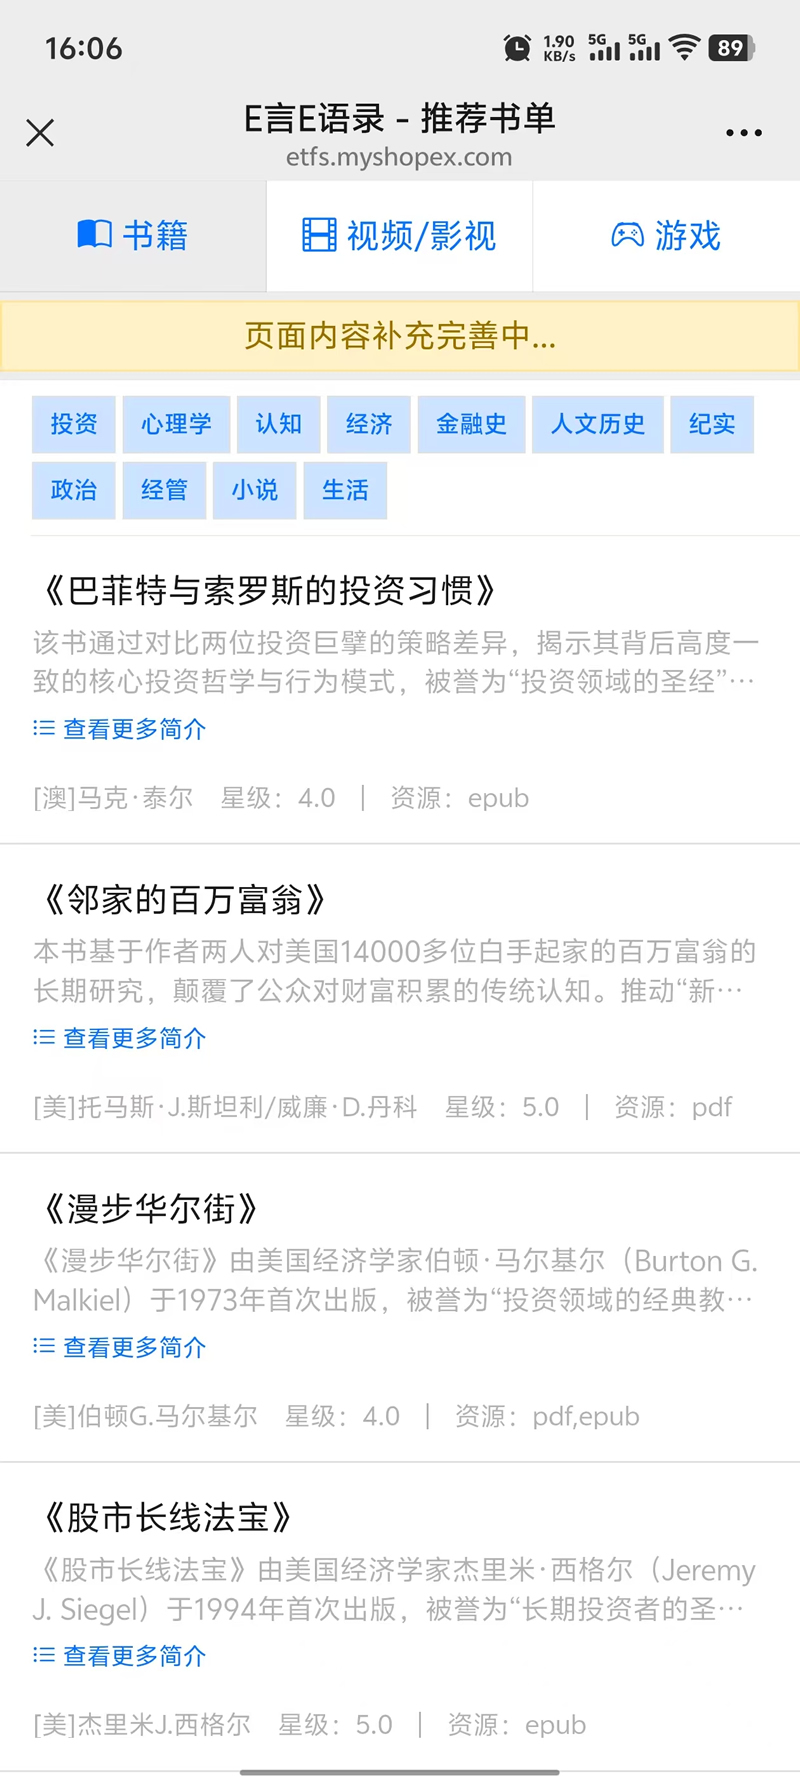 16:06
1.90 KB/s 5G 5G 89
E言E语录 - 推荐书单
etfs.myshopex.com
书籍 视频/影视 游戏
页面内容补充完善中...
投资 心理学 认知 经济 金融史 人文历史 纪实
政治 经管 小说 生活
《巴菲特与索罗斯的投资习惯》
该书通过对比两位投资巨擘的策略差异，揭示其背后高度一
致的核心投资哲学与行为模式，被誉为“投资领域的圣经”…
查看更多简介
[澳]马克·泰尔 星级：4.0 | 资源：epub
《邻家的百万富翁》
本书基于作者两人对美国14000多位白手起家的百万富翁的
长期研究，颠覆了公众对财富积累的传统认知。推动“新…
查看更多简介
[美]托马斯·J.斯坦利/威廉·D.丹科 星级：5.0 | 资源：pdf
《漫步华尔街》
《漫步华尔街》由美国经济学家伯顿·马尔基尔（Burton G.
Malkiel）于1973年首次出版，被誉为“投资领域的经典教…
查看更多简介
[美]伯顿G.马尔基尔 星级：4.0 | 资源：pdf,epub
《股市长线法宝》
《股市长线法宝》由美国经济学家杰里米·西格尔（Jeremy
J. Siegel）于1994年首次出版，被誉为“长期投资者的圣…
查看更多简介
[美]杰里米J.西格尔 星级：5.0 | 资源：epub